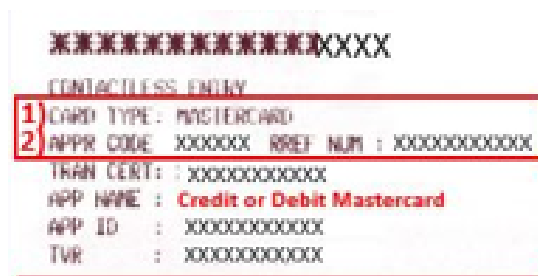 XXXXXXXXXXXXXXXX
CONTACTLESS ENTRY
1) CARD TYPE: MASTERCARD
2) APPR CODE XXXXXX RREF NUM : XXXXXXXXXXX
TRAN CERT: : XXXXXXXXXXX
APP NAME : Credit or Debit Mastercard
APP ID : XXXXXXXXXXX
TVR : XXXXXXXXXXX